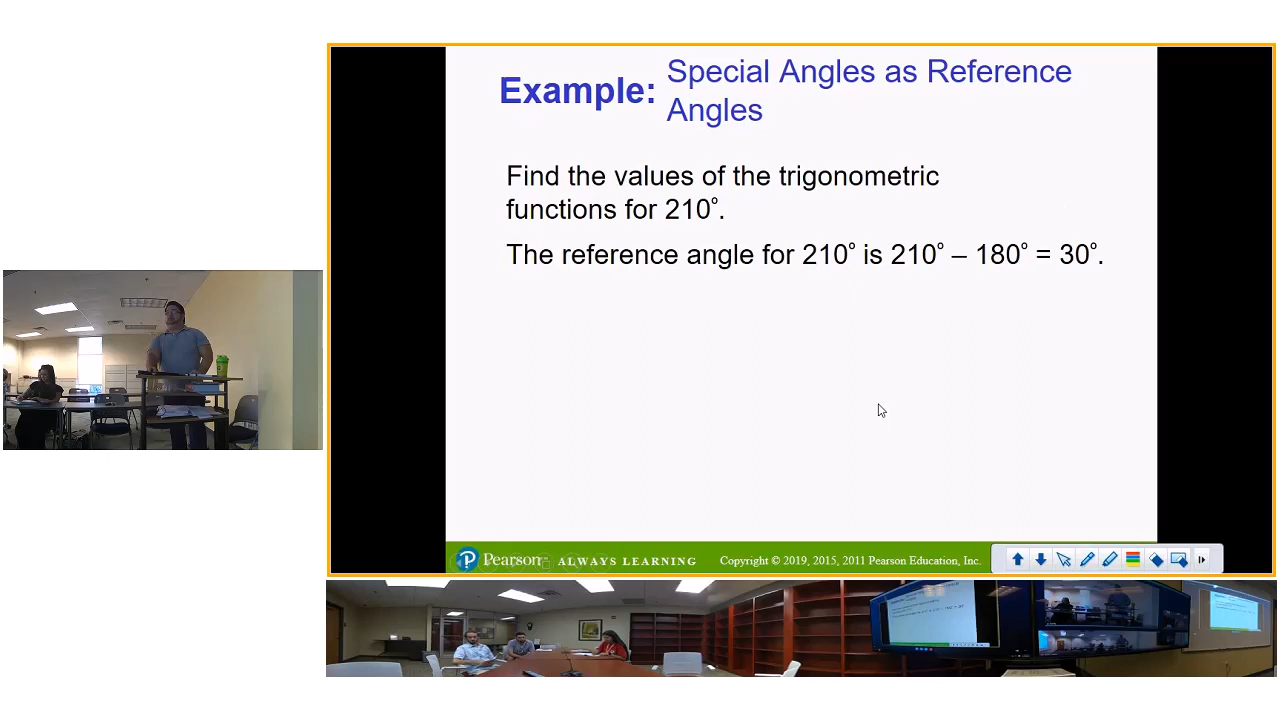 Example:
Special Angles as Reference
Angles
Find the values of the trigonometric
functions for 210°.
The reference angle for 210° is 210° – 180° = 30°.
Pearson ALWAYS LEARNING Copyright © 2019, 2015, 2011 Pearson Education, Inc.